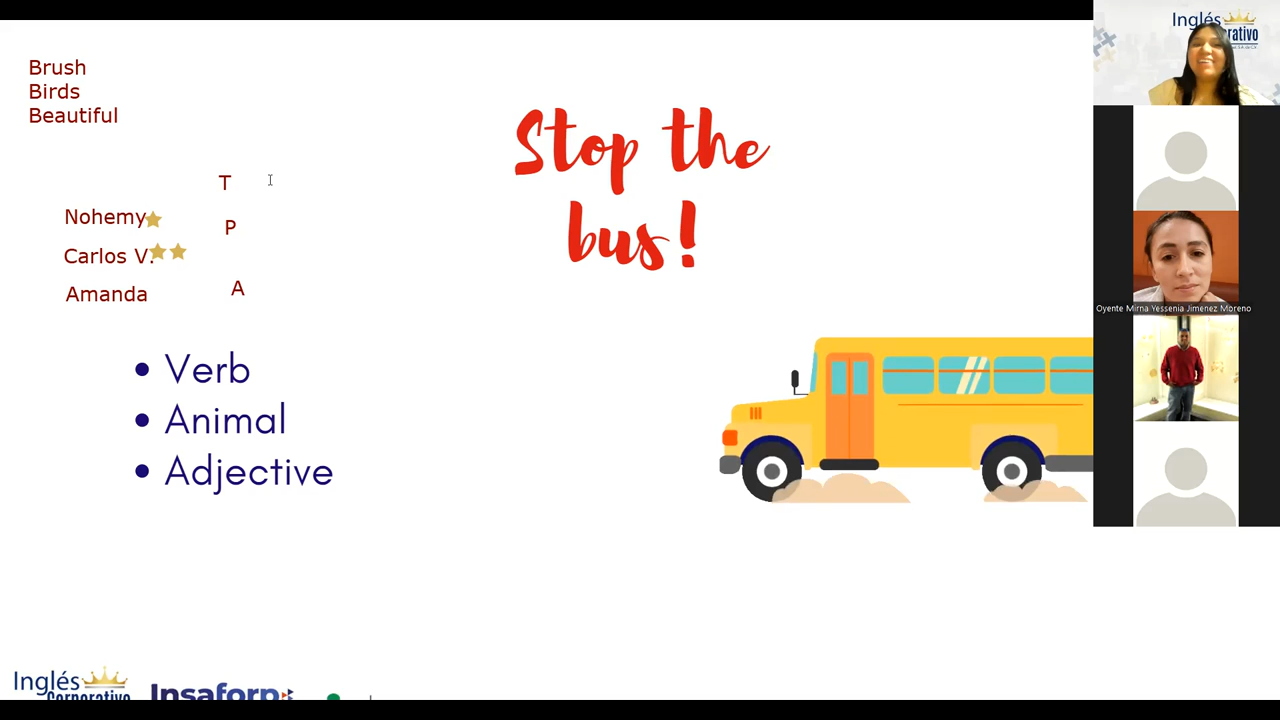 Brush
Birds
Beautiful
Stop the
bus!
T
Nohemy
P
Carlos V.
Amanda
A
Verb
Animal
Adjective
Inglés
Corporativo
Insaforp
Inglés
Oyente Mirna Yessenia Jimenez Moreno